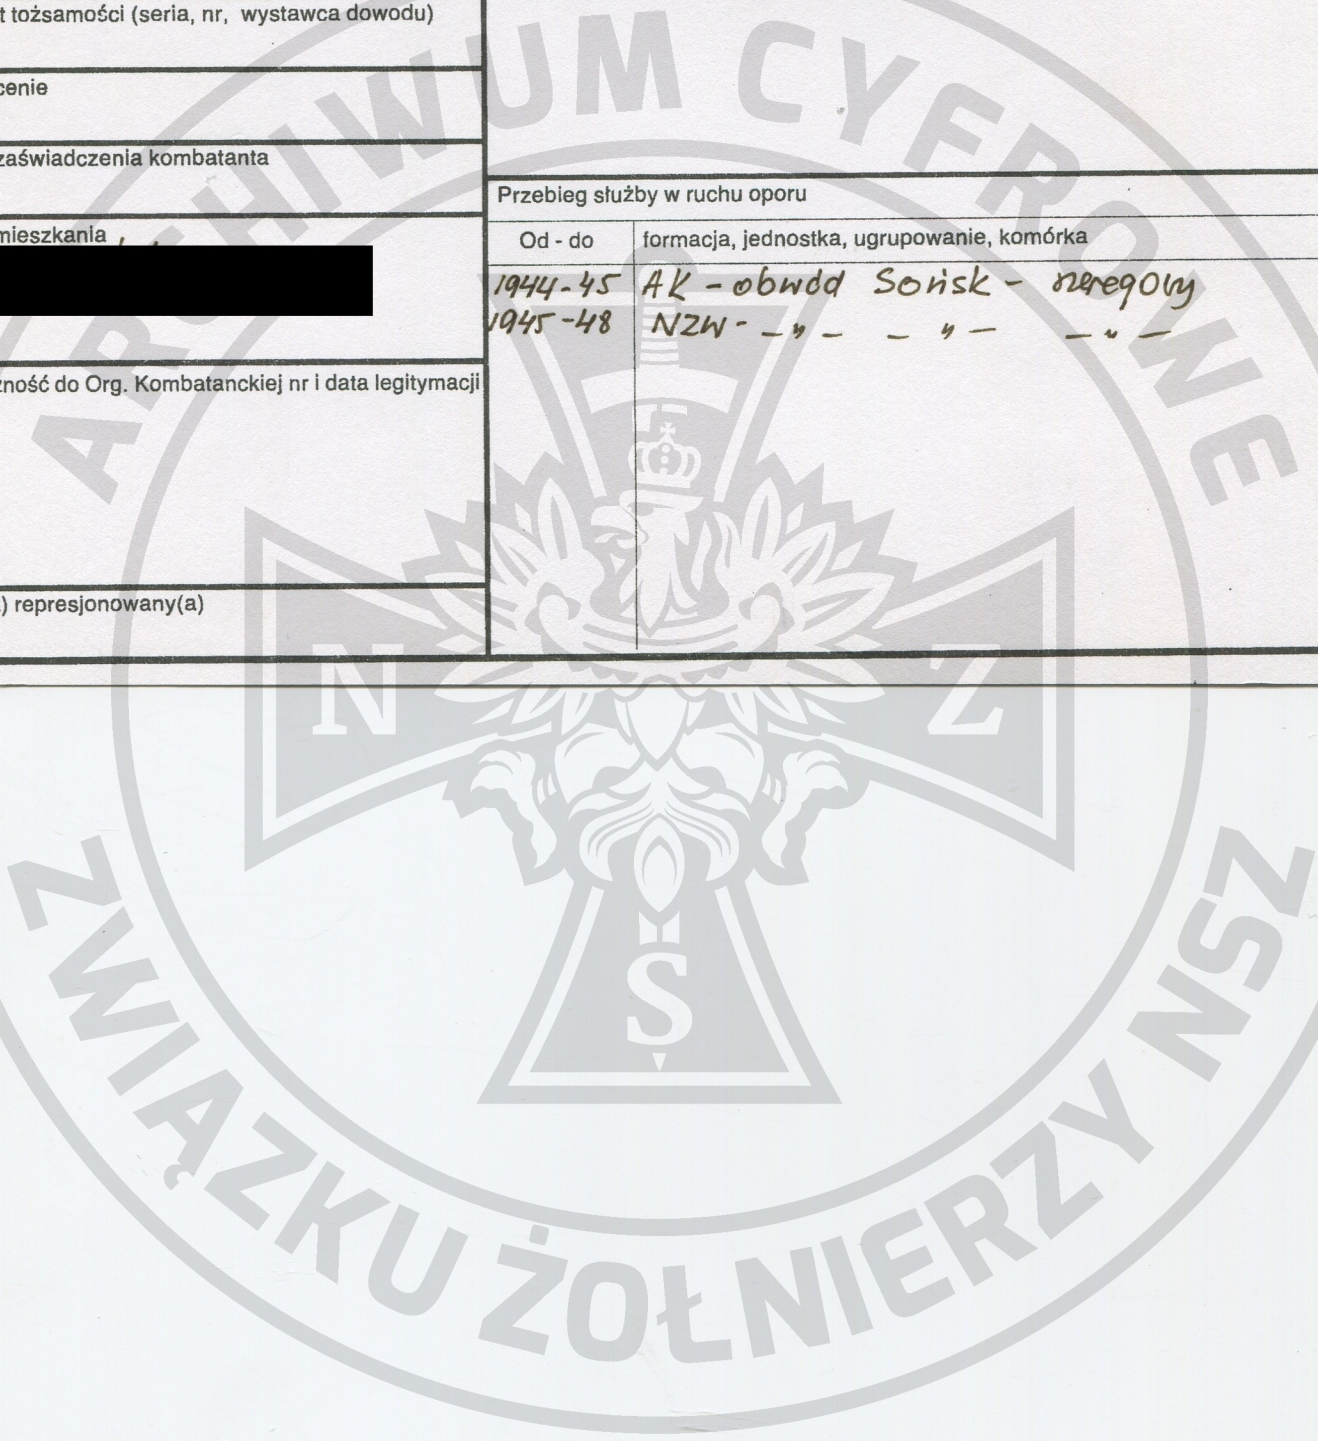 t tożsamości (seria, nr, wystawca dowodu)
cenie
zaświadczenia kombatanta
mieszkania
ność do Org. Kombatanckiej nr i data legitymacji
) represjonowany(a)
Przebieg służby w ruchu oporu
Od - do formacja, jednostka, ugrupowanie, komórka
1944-45 AK - obwód Sońsk - szeregowy
1945-48 NZW - - " - - " - - " -
ARCHIWUM CYFROWE
N Z
S
ZWIĄZKU ŻOŁNIERZY NSZ